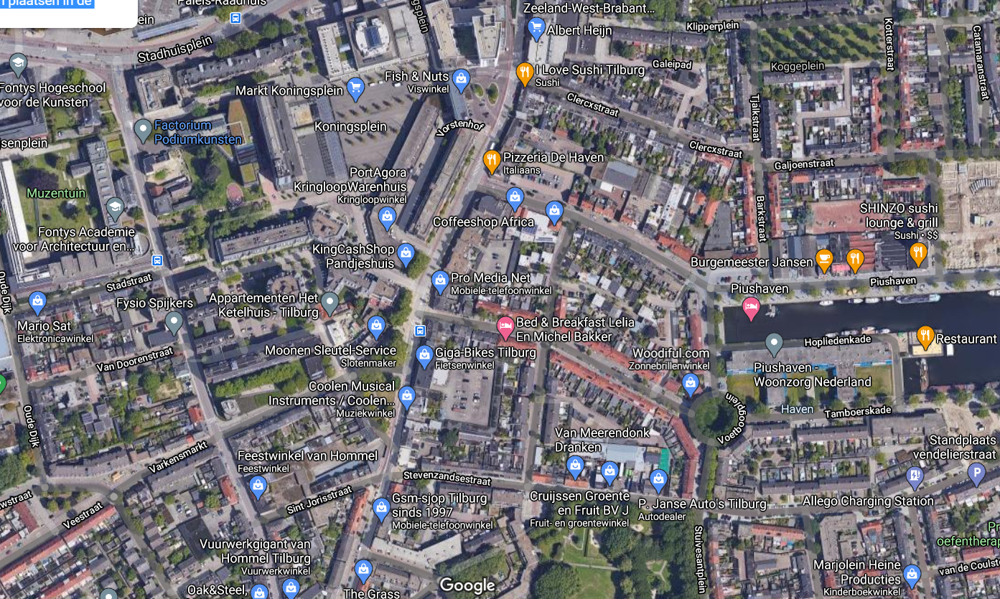 n plaatsen in de
Paleis-Raadhuis
ein
Stadhuisplein
gsplein
Zeeland-West-Brabant...
Albert Heijn
Klipperplein
Kotterstraat
Catamaranstraat
Galeipad
Koggeplein
I Love Sushi Tilburg
Sushi
Fish & Nuts
Viswinkel
Markt Koningsplein
Fontys Hogeschool
voor de Kunsten
Clercxstraat
Tjalkstraat
Factorium
Podiumkunsten
Koningsplein
Vorstenhof
senplein
Clercxstraat
Pizzeria De Haven
Italiaans
Galjoenstraat
PortAgora
KringloopWarenhuis
Kringloopwinkel
Muzentuin
Barkstraat
SHINZO sushi
lounge & grill
Sushi • $$
Coffeeshop Africa
Fontys Academie
voor Architectuur en...
KingCashShop
Pandjeshuis
Burgemeester Jansen
Pro Media Net
Mobiele-telefoonwinkel
Stadstraat
Piushaven
Oude Dijk
Piushaven
Appartementen Het
Ketelhuis - Tilburg
Fysio Spijkers
Mario Sat
Elektronicawinkel
Bed & Breakfast Lelia
En Michel Bakker
Hopliedenkade
Restaurant
Moonen Sleutel-Service
Slotenmaker
Giga-Bikes Tilburg
Fietsenwinkel
Woodiful.com
Zonnebrillenwinkel
Van Doorenstraat
Piushaven -
Woonzorg Nederland
Coolen Musical
Instruments / Coolen...
Muziekwinkel
Haven
Tamboerskade
Voetboogplein
Oude Dijk
Van Meerendonk
Dranken
Standplaats
vendelierstraat
P
Varkensmarkt
Feestwinkel van Hommel
Feestwinkel
Stevenzandsestraat
Sint Jorisstraat
Gsm-sjop Tilburg
sinds 1997
Mobiele-telefoonwinkel
Cruijssen Groente
en Fruit BV J
Fruit- en groentewinkel
P. Janse Auto's Tilburg
Autodealer
Allego Charging Station
wstraat
Veestraat
Stuivesantplein
Pr
oefentherap
Vuurwerkgigant van
Hommel Tilburg
Vuurwerkwinkel
Marjolein Heine
Producties
Kinderboekwinkel
van de Coulst
Oak&Steel,
The Grass
Google